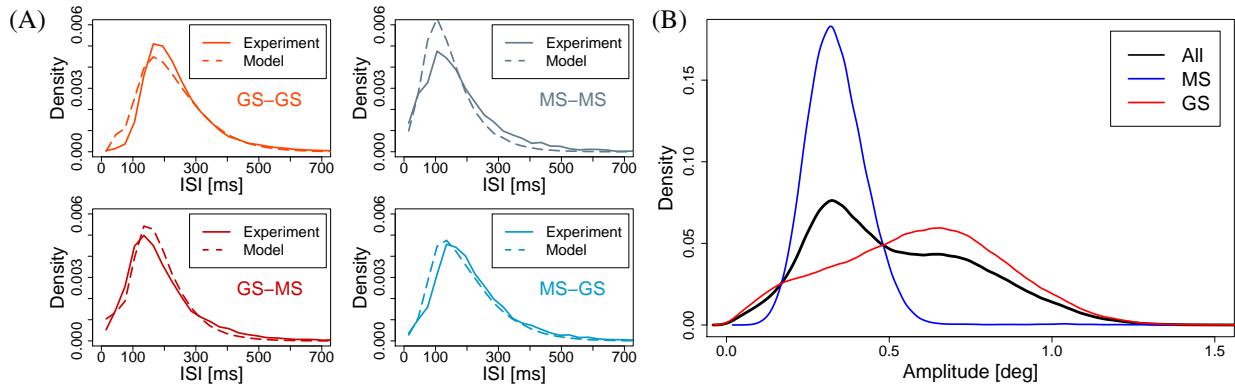 (A)
0.000 0.003 0.006
Density
Experiment
Model
GS−GS
0 100 300 500 700
ISI [ms]
0.000 0.003 0.006
Density
Experiment
Model
MS−MS
0 100 300 500 700
ISI [ms]
0.000 0.003 0.006
Density
Experiment
Model
GS−MS
0 100 300 500 700
ISI [ms]
0.000 0.003 0.006
Density
Experiment
Model
MS−GS
0 100 300 500 700
ISI [ms]
(B)
0.00 0.05 0.10 0.15
Density
All
MS
GS
0.0 0.5 1.0 1.5
Amplitude [deg]